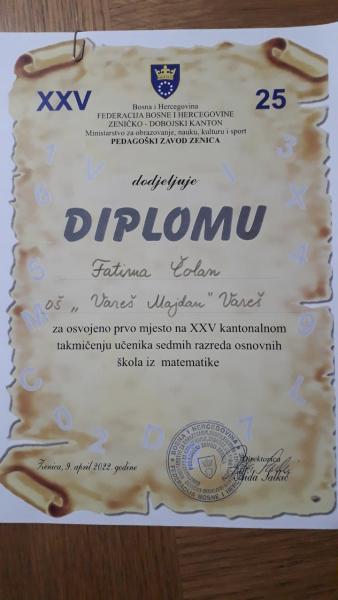 XXV
25
Bosna i Hercegovina
FEDERACIJA BOSNE I HERCEGOVINE
ZENIČKO - DOBOJSKI KANTON
Ministarstvo za obrazovanje, nauku, kulturu i sport
PEDAGOŠKI ZAVOD ZENICA
dodjeljuje
DIPLOMU
Fatima Čolan
OŠ „Vareš Majdan" Vareš
za osvojeno prvo mjesto na XXV kantonalnom
takmičenju učenika sedmih razreda osnovnih
škola iz matematike
Zenica, 9. april 2022. godine
Direktorica